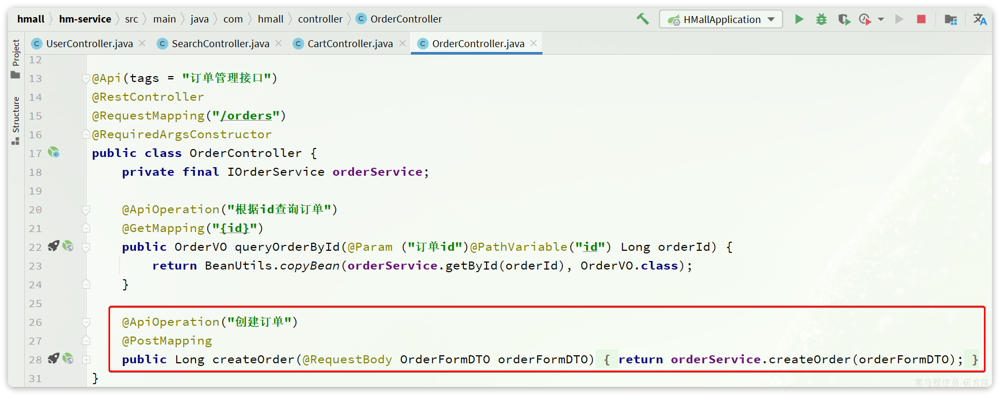 hmall hm-service src main java com hmall controller OrderController HMallApplication
UserController.java SearchController.java CartController.java OrderController.java
Project
Structure
12
13 @Api(tags = "订单管理接口")
14 @RestController
15 @RequestMapping("/orders")
16 @RequiredArgsConstructor
17 public class OrderController {
18 private final IOrderService orderService;
19
20 @ApiOperation("根据id查询订单")
21 @GetMapping("{id}")
22 public OrderVO queryOrderById(@Param ("订单id")@PathVariable("id") Long orderId) {
23 return BeanUtils.copyBean(orderService.getById(orderId), OrderVO.class);
24 }
25
26 @ApiOperation("创建订单")
27 @PostMapping
28 public Long createOrder(@RequestBody OrderFormDTO orderFormDTO) { return orderService.createOrder(orderFormDTO); }
31 }
黑马程序员-研究院